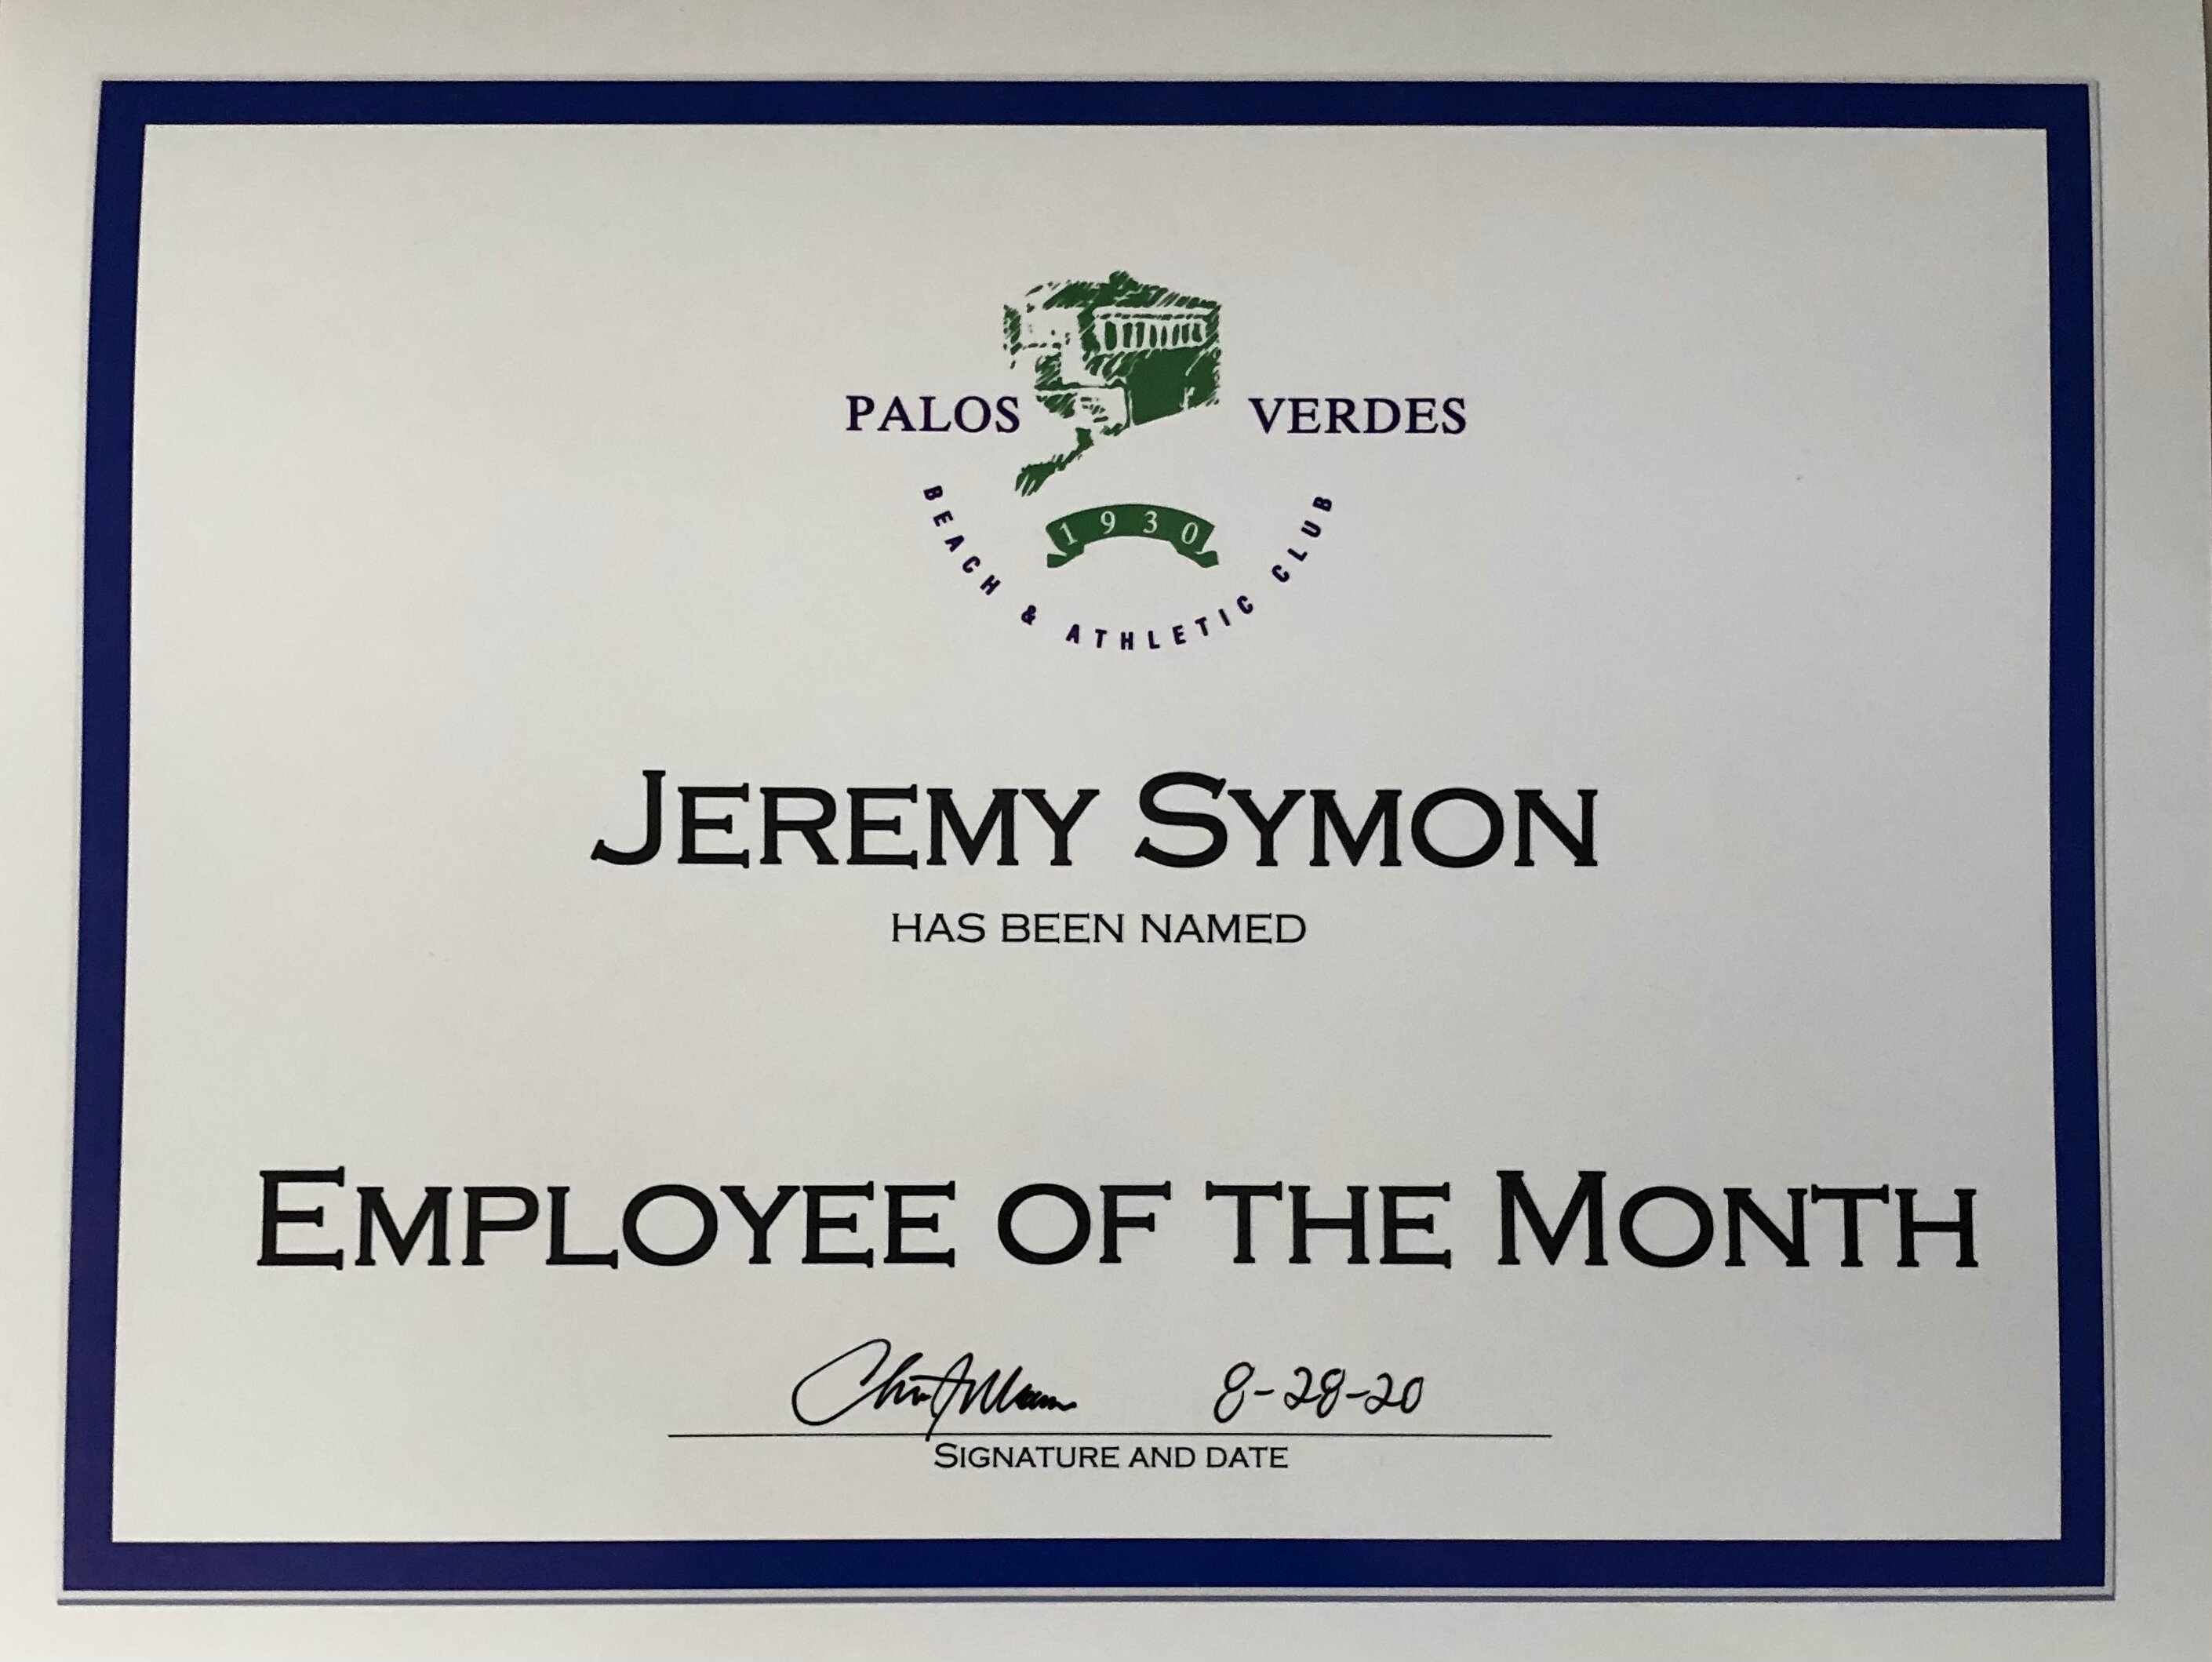 PALOS VERDES
1930
BEACH & ATHLETIC CLUB
JEREMY SYMON
HAS BEEN NAMED
EMPLOYEE OF THE MONTH
8-28-20
SIGNATURE AND DATE